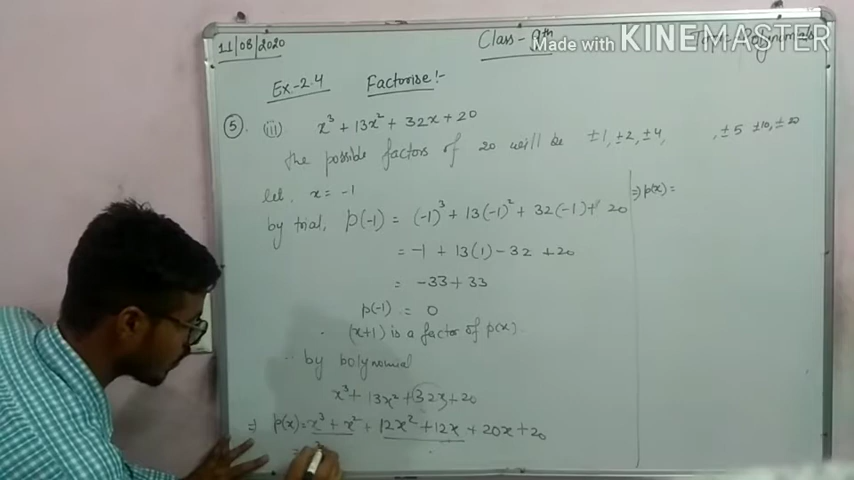 11/08/2020
Class - 9th
Made with KINEMASTER
Polynomials
Ex-2.4 Factorise:-
5. (iii) x³ + 13x² + 32x + 20
the possible factors of 20 will be ±1, ±2, ±4, , ±5 ±10, ±20
let, x = -1
by trial, p(-1) = (-1)³ + 13(-1)² + 32(-1) + 20
= -1 + 13(1) - 32 + 20
= -33 + 33
p(-1) = 0
(x+1) is a factor of p(x).
by polynomial
x³ + 13x² + 32x + 20
⇒ p(x) = x³ + x² + 12x² + 12x + 20x + 20
=
⇒ p(x) =